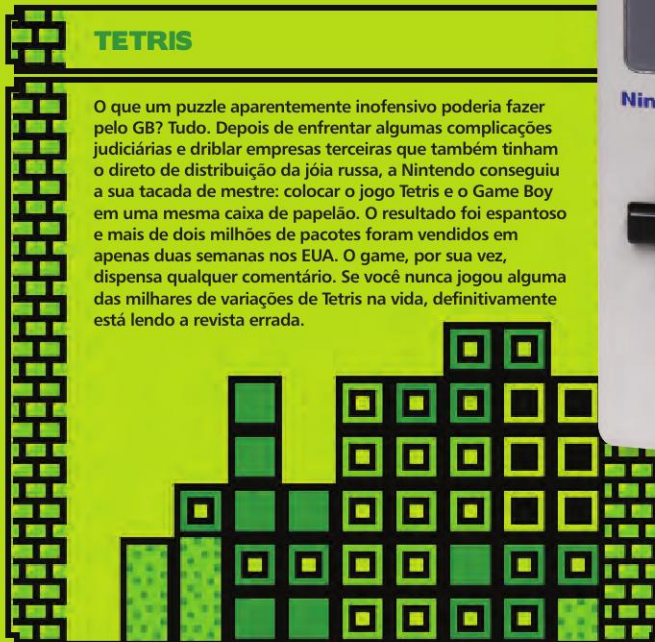 TETRIS
O que um puzzle aparentemente inofensivo poderia fazer
pelo GB? Tudo. Depois de enfrentar algumas complicações
judiciárias e driblar empresas terceiras que também tinham
o direto de distribuição da jóia russa, a Nintendo conseguiu
a sua tacada de mestre: colocar o jogo Tetris e o Game Boy
em uma mesma caixa de papelão. O resultado foi espantoso
e mais de dois milhões de pacotes foram vendidos em
apenas duas semanas nos EUA. O game, por sua vez,
dispensa qualquer comentário. Se você nunca jogou alguma
das milhares de variações de Tetris na vida, definitivamente
está lendo a revista errada.
Nin